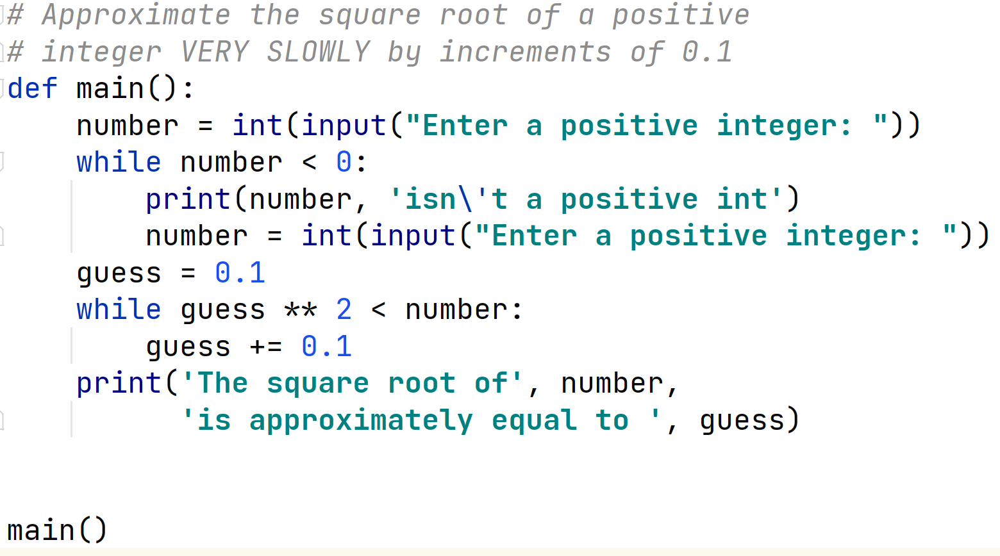 # Approximate the square root of a positive
# integer VERY SLOWLY by increments of 0.1
def main():
    number = int(input("Enter a positive integer: "))
    while number < 0:
        print(number, 'isn\'t a positive int')
        number = int(input("Enter a positive integer: "))
    guess = 0.1
    while guess ** 2 < number:
        guess += 0.1
    print('The square root of', number,
          'is approximately equal to ', guess)
main()